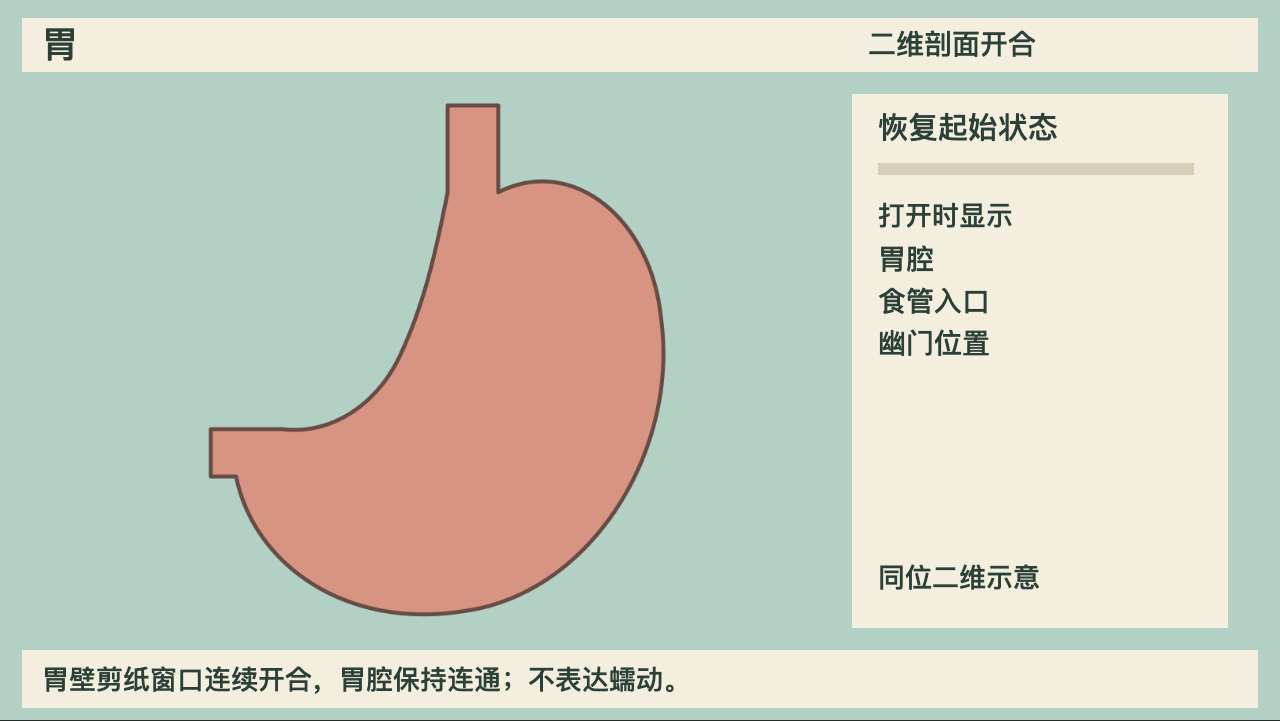 胃
二维剖面开合
恢复起始状态
打开时显示
胃腔
食管入口
幽门位置
同位二维示意
胃壁剪纸窗口连续开合，胃腔保持连通；不表达蠕动。